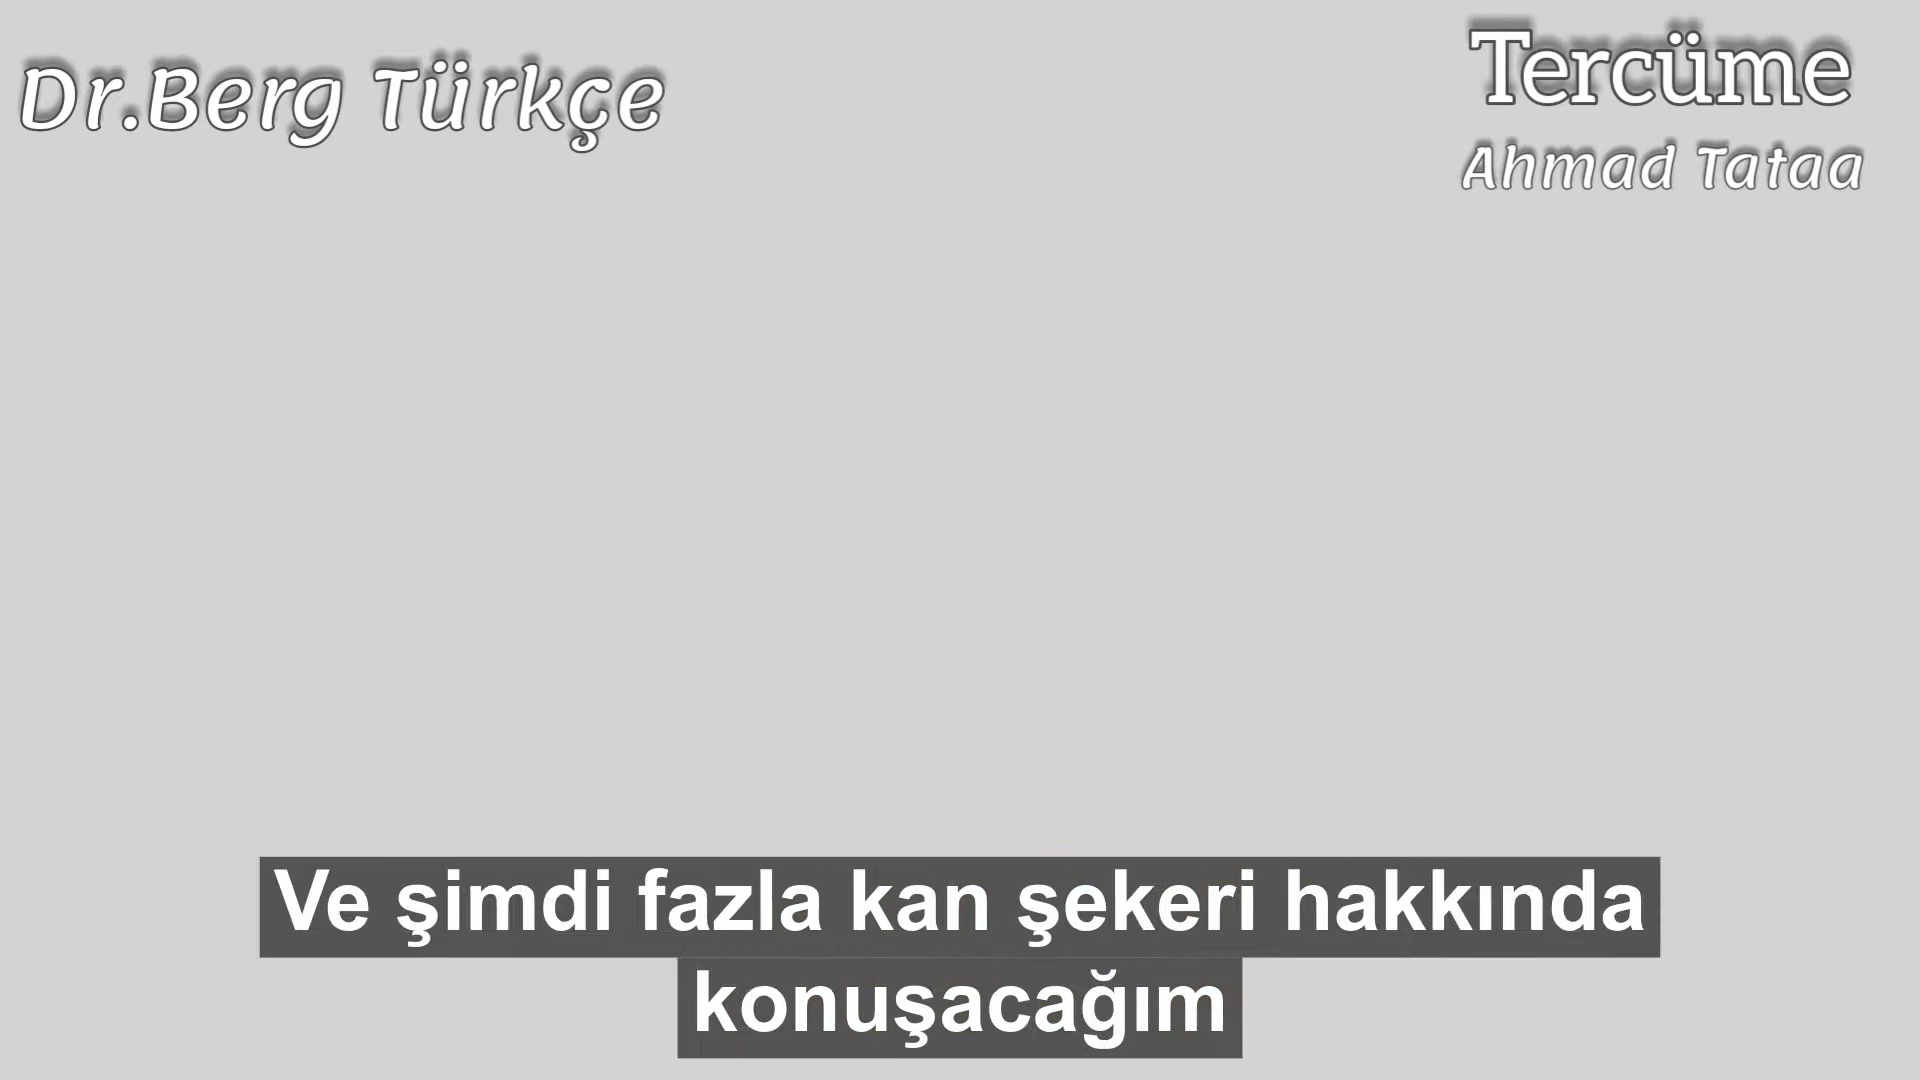 Dr.Berg Türkçe
Tercüme
Ahmad Tataa
Ve şimdi fazla kan şekeri hakkında
konuşacağım